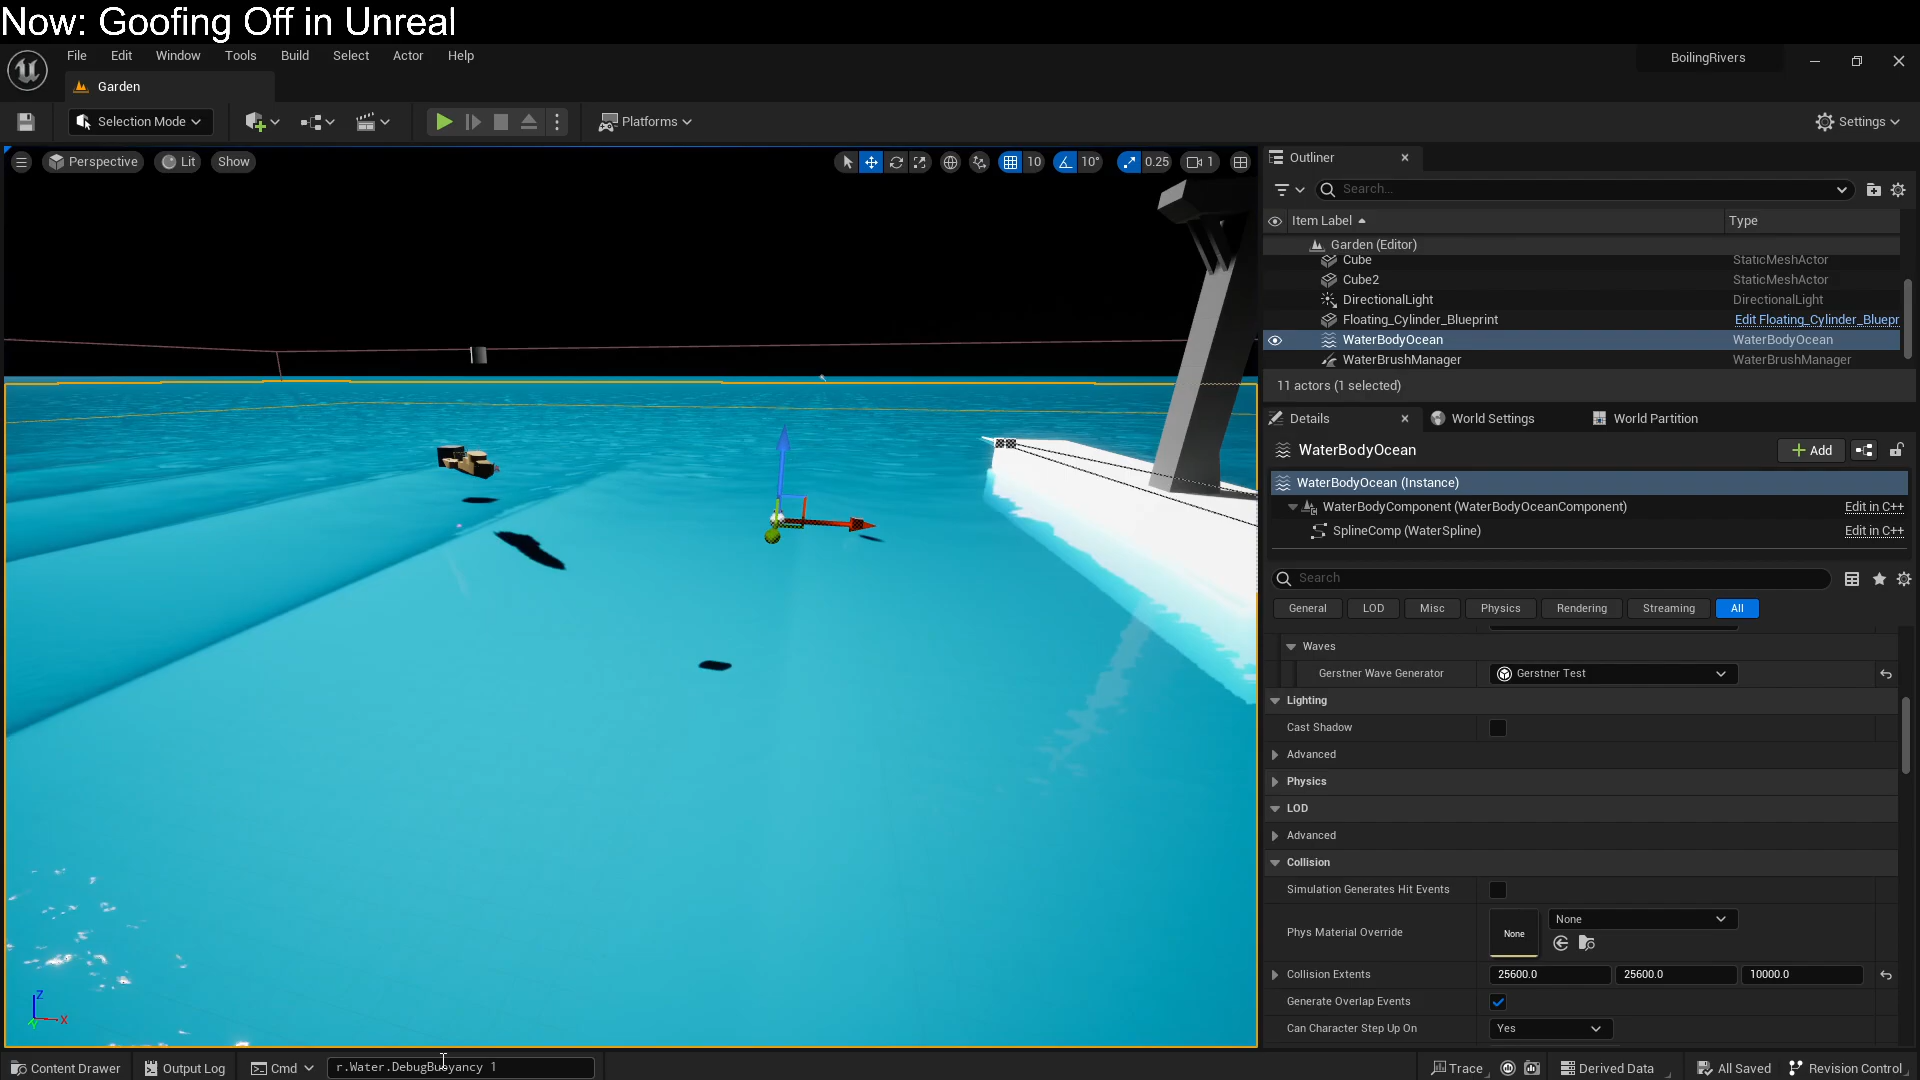 Now: Goofing Off in Unreal
File Edit Window Tools Build Select Actor Help
BoilingRivers
Garden
Selection Mode
Platforms
Settings
Perspective Lit Show
10 10° 0.25 1
Outliner
Search...
Item Label Type
Garden (Editor)
Cube StaticMeshActor
Cube2 StaticMeshActor
DirectionalLight DirectionalLight
Floating_Cylinder_Blueprint Edit Floating_Cylinder_Bluepr
WaterBodyOcean WaterBodyOcean
WaterBrushManager WaterBrushManager
11 actors (1 selected)
Details World Settings World Partition
WaterBodyOcean Add
WaterBodyOcean (Instance)
WaterBodyComponent (WaterBodyOceanComponent) Edit in C++
SplineComp (WaterSpline) Edit in C++
Search
General LOD Misc Physics Rendering Streaming All
Waves
Gerstner Wave Generator Gerstner Test
Lighting
Cast Shadow
Advanced
Physics
LOD
Advanced
Collision
Simulation Generates Hit Events
Phys Material Override None None
Collision Extents 25600.0 25600.0 10000.0
Generate Overlap Events
Can Character Step Up On Yes
Z
X
Y
Content Drawer Output Log Cmd r.Water.DebugBuoyancy 1 Trace Derived Data All Saved Revision Control